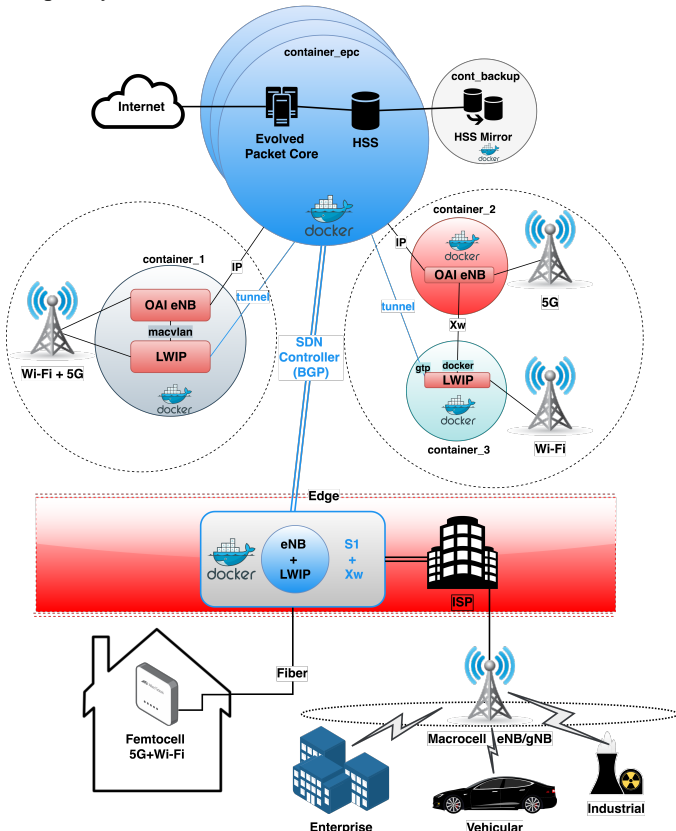 container_epc
cont_backup
Internet
Evolved
Packet Core
HSS
HSS Mirror
docker
docker
container_2
container_1
IP
IP
OAI eNB
OAI eNB
tunnel
5G
macvlan
tunnel
Xw
LWIP
SDN
Controller
(BGP)
gtp
docker
LWIP
Wi-Fi + 5G
docker
docker
Wi-Fi
container_3
Edge
eNB
+
LWIP
S1
+
Xw
docker
ISP
Fiber
Femtocell
5G+Wi-Fi
Macrocell
eNB/gNB
Industrial
Enterprise
Vehicular